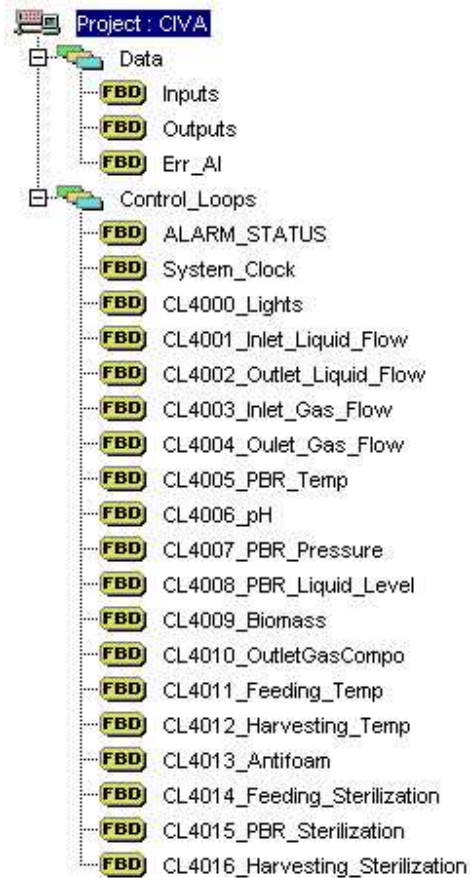 Project : CIVA
Data
FBD Inputs
FBD Outputs
FBD Err_AI
Control_Loops
FBD ALARM_STATUS
FBD System_Clock
FBD CL4000_Lights
FBD CL4001_Inlet_Liquid_Flow
FBD CL4002_Outlet_Liquid_Flow
FBD CL4003_Inlet_Gas_Flow
FBD CL4004_Oulet_Gas_Flow
FBD CL4005_PBR_Temp
FBD CL4006_pH
FBD CL4007_PBR_Pressure
FBD CL4008_PBR_Liquid_Level
FBD CL4009_Biomass
FBD CL4010_OutletGasCompo
FBD CL4011_Feeding_Temp
FBD CL4012_Harvesting_Temp
FBD CL4013_Antifoam
FBD CL4014_Feeding_Sterilization
FBD CL4015_PBR_Sterilization
FBD CL4016_Harvesting_Sterilization